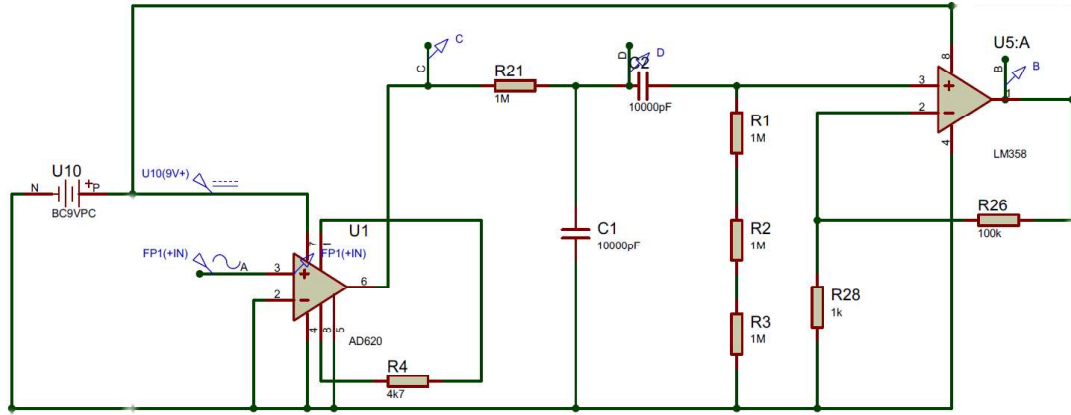 U5:A
C
D
B
C
D
B
C2
R21
8
3
1
1M
10000pF
R1
2
1M
4
LM358
U10
U10(9V+)
N
+
P
R26
BC9VPC
U1
C1
R2
100k
10000pF
1M
7
1
FP1(+IN)
A
FP1(+IN)
3
6
2
R28
1k
R3
1M
4
8
5
AD620
R4
4k7